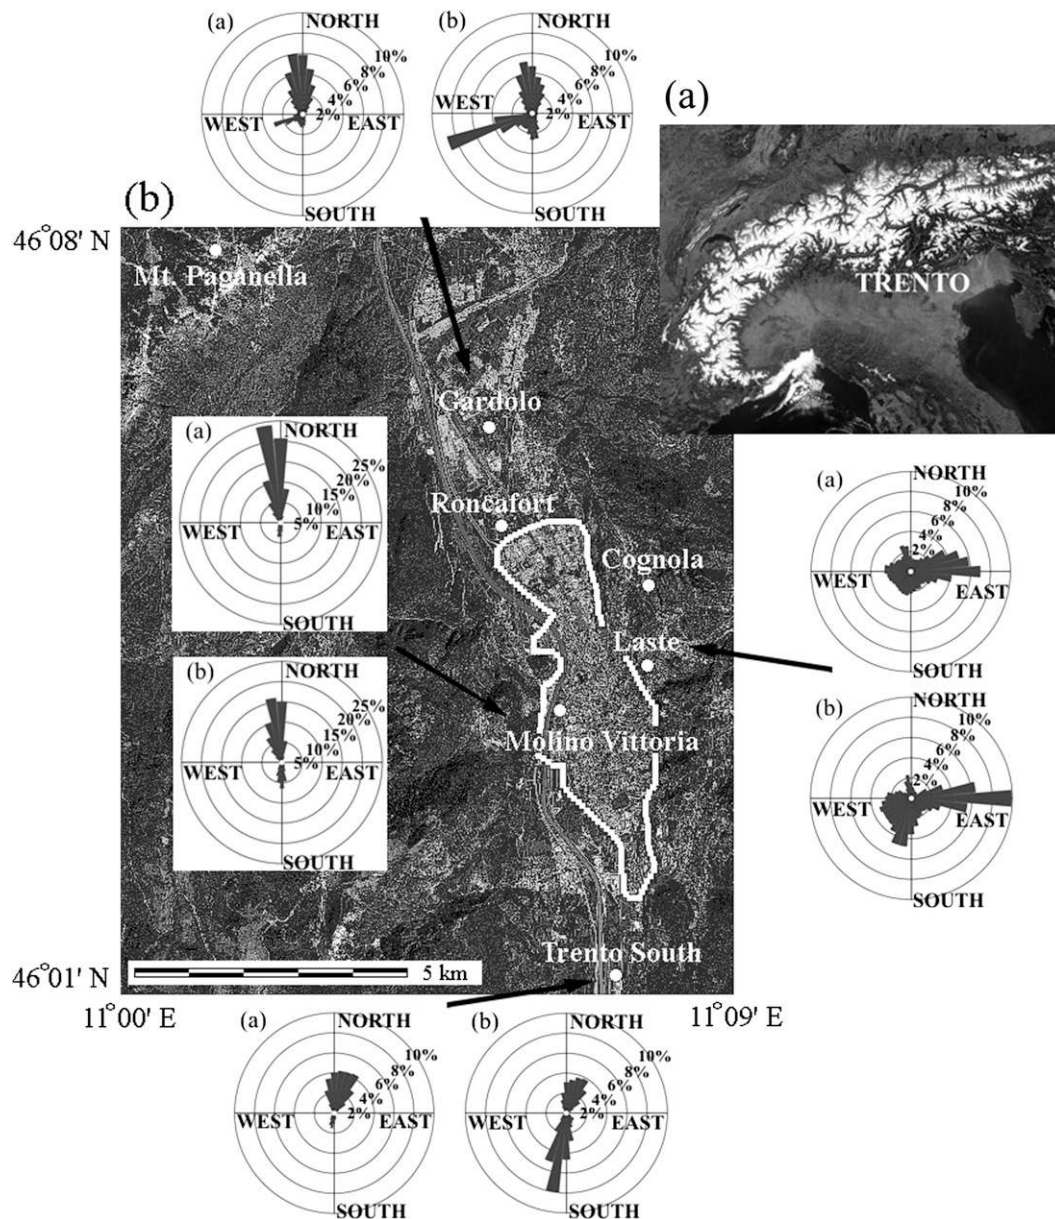 (a)
NORTH
10%
8%
6%
4%
2%
WEST
EAST
SOUTH
(b)
NORTH
10%
8%
6%
4%
2%
WEST
EAST
SOUTH
(a)
TRENTO
(b)
46°08' N
Mt. Paganella
Gardolo
(a)
NORTH
25%
20%
15%
10%
5%
WEST
EAST
SOUTH
Roncafort
Cognola
(a)
NORTH
10%
8%
6%
4%
2%
WEST
EAST
SOUTH
Laste
(b)
NORTH
25%
20%
15%
10%
5%
WEST
EAST
SOUTH
Molino Vittoria
(b)
NORTH
10%
8%
6%
4%
2%
WEST
EAST
SOUTH
Trento South
5 km
46°01' N
11°00' E
11°09' E
(a)
NORTH
10%
8%
6%
4%
2%
WEST
EAST
SOUTH
(b)
NORTH
10%
8%
6%
4%
2%
WEST
EAST
SOUTH